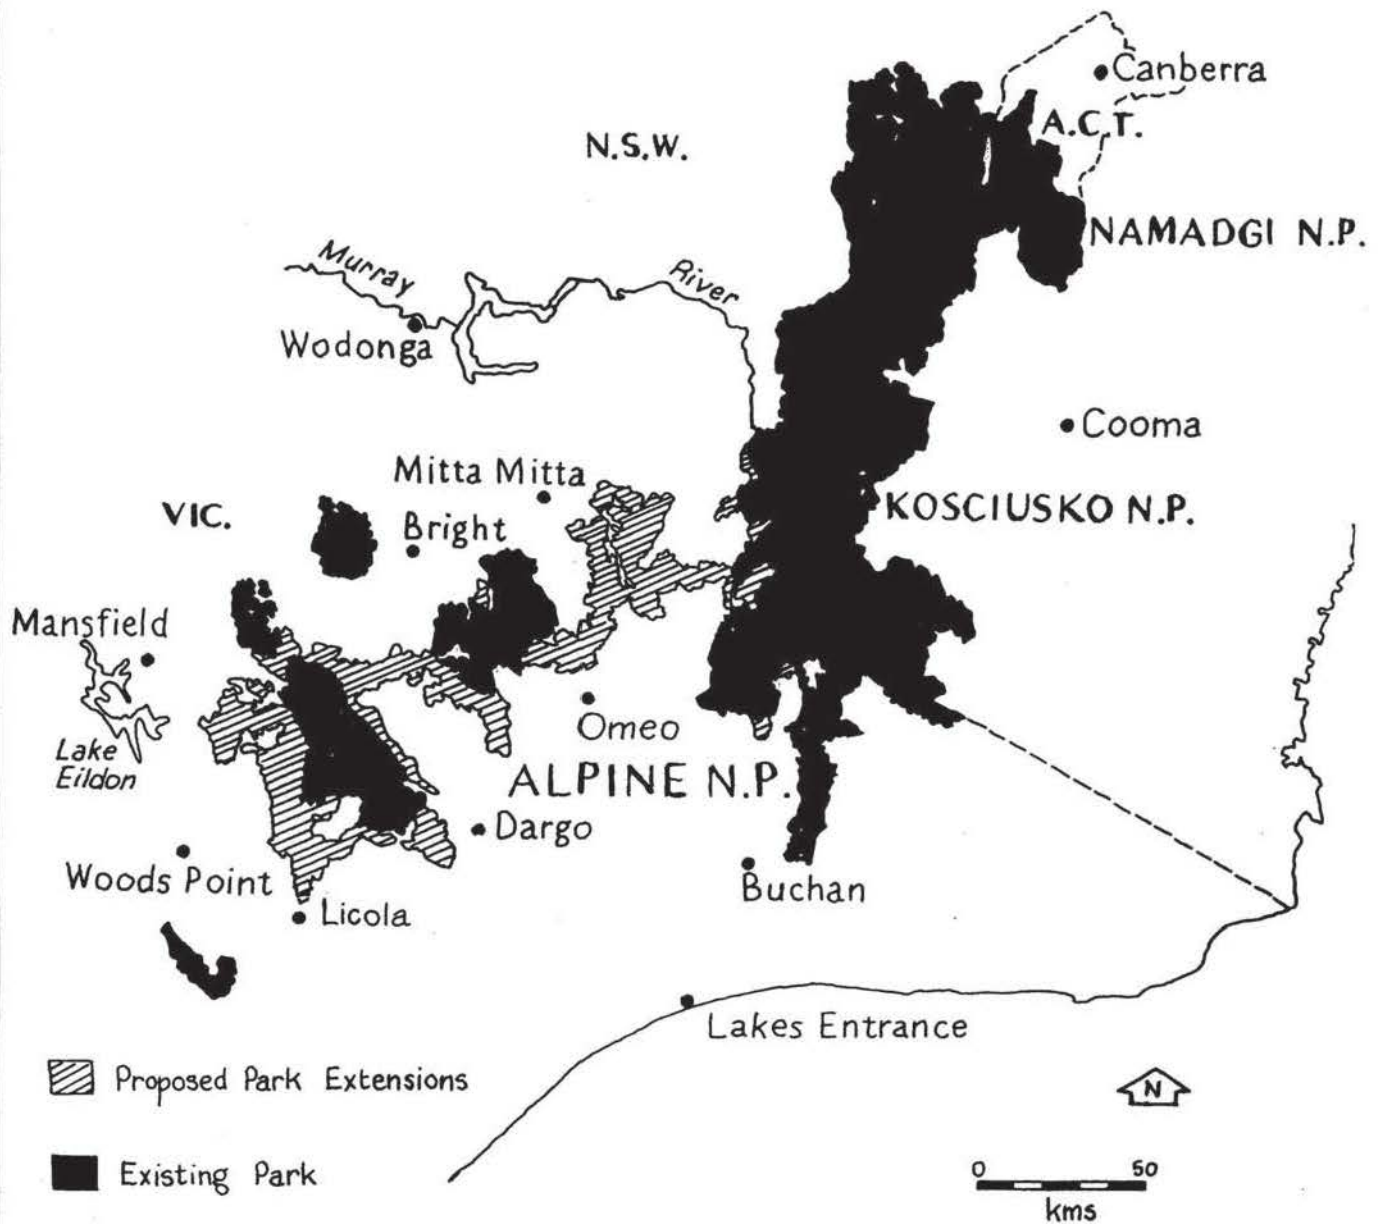 Canberra
A.C.T.
N.S.W.
NAMADGI N.P.
Murray River
Wodonga
Cooma
Mitta Mitta
KOSCIUSKO N.P.
VIC.
Bright
Mansfield
Omeo
Lake
Eildon
ALPINE N.P.
Dargo
Woods Point
Buchan
Licola
Lakes Entrance
Proposed Park Extensions
N
Existing Park
0 50
kms